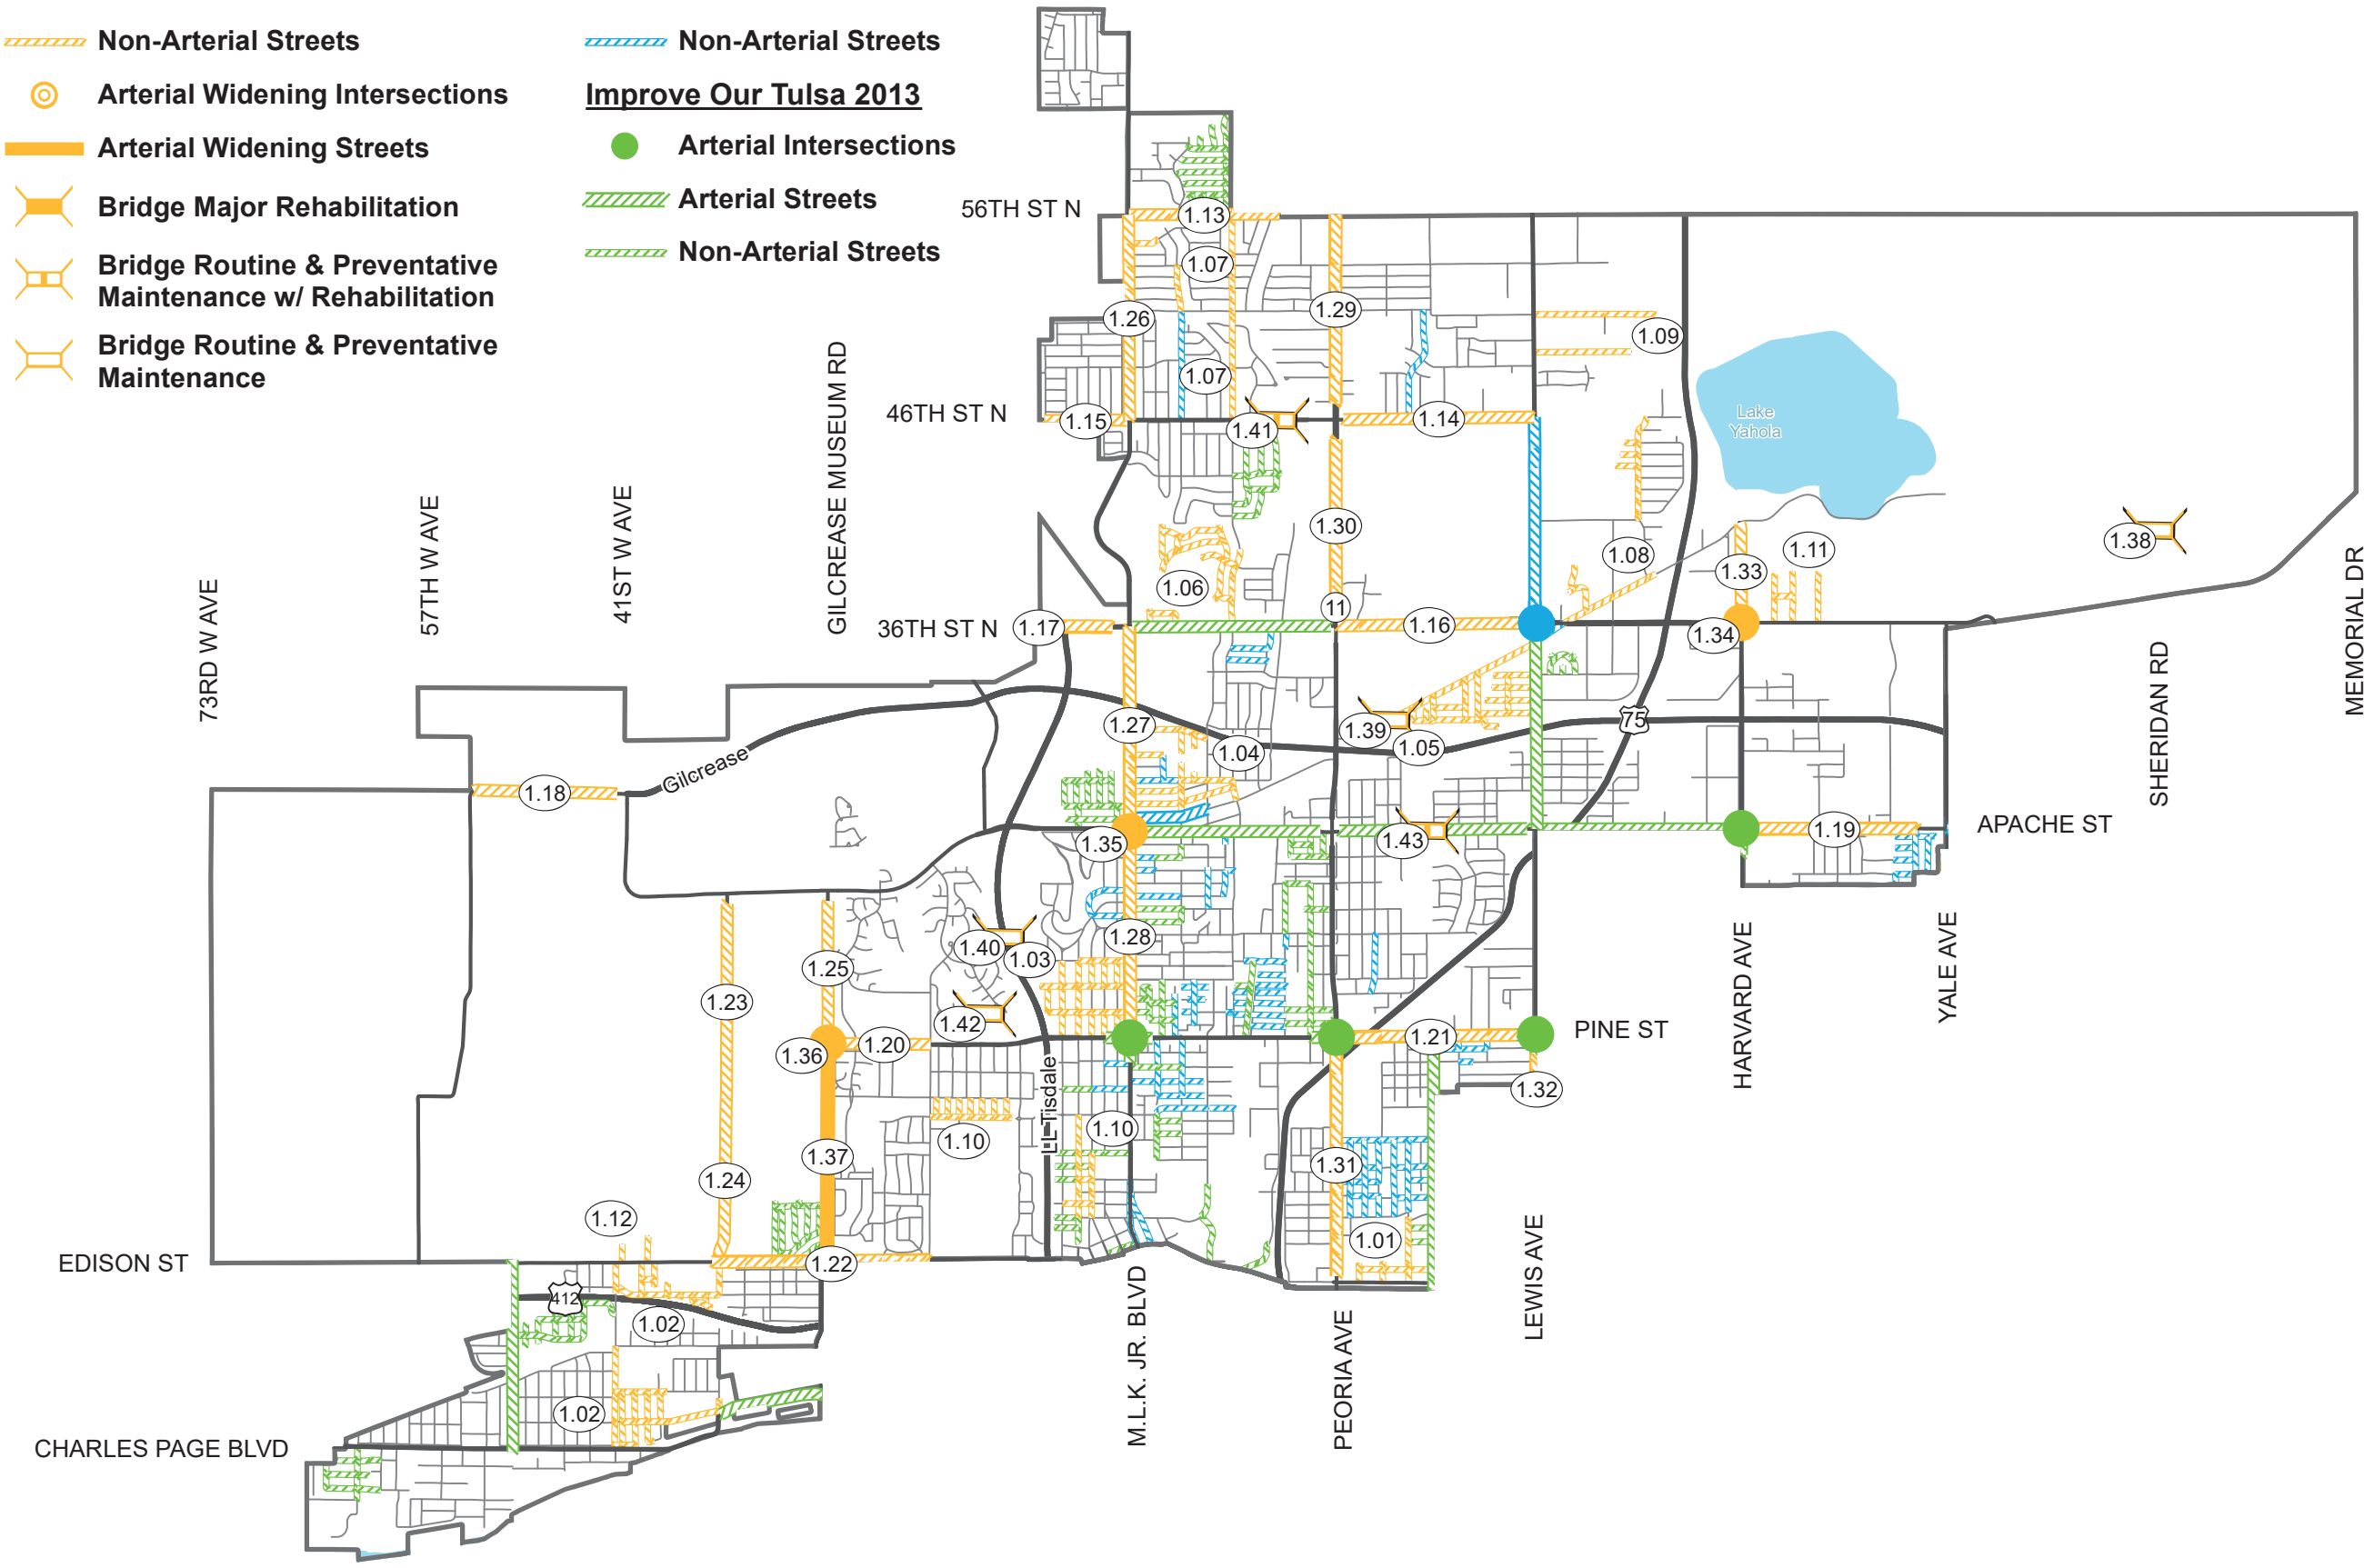 Non-Arterial Streets
Arterial Widening Intersections
Arterial Widening Streets
Bridge Major Rehabilitation
Bridge Routine & Preventative
Maintenance w/ Rehabilitation
Bridge Routine & Preventative
Maintenance
Non-Arterial Streets
Improve Our Tulsa 2013
Arterial Intersections
Arterial Streets
Non-Arterial Streets
56TH ST N
1.13
1.07
1.26
1.29
1.09
1.07
46TH ST N
1.15
1.41
1.14
Lake
Yahola
GILCREASE MUSEUM RD
41ST W AVE
57TH W AVE
73RD W AVE
1.30
1.38
1.08
1.11
1.33
1.06
11
36TH ST N
1.17
1.16
1.34
MEMORIAL DR
SHERIDAN RD
1.27
1.39
1.05
1.04
75
Gilcrease
1.18
1.35
1.43
1.19
APACHE ST
1.40
1.03
1.28
1.25
1.23
1.42
HARVARD AVE
YALE AVE
1.36
1.20
1.21
PINE ST
LL Tisdale
1.32
1.10
1.10
1.37
1.31
1.24
1.12
1.01
EDISON ST
1.22
412
1.02
M.L.K. JR. BLVD
PEORIA AVE
LEWIS AVE
1.02
CHARLES PAGE BLVD